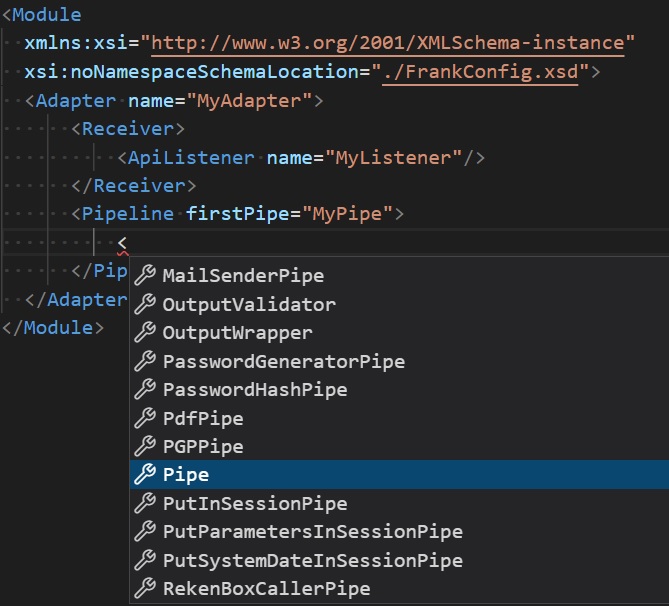 <Module
xmlns:xsi="http://www.w3.org/2001/XMLSchema-instance"
xsi:noNamespaceSchemaLocation="./FrankConfig.xsd">
<Adapter name="MyAdapter">
<Receiver>
<ApiListener name="MyListener"/>
</Receiver>
<Pipeline firstPipe="MyPipe">
<
</Pip
</Adapter
</Module>
MailSenderPipe
OutputValidator
OutputWrapper
PasswordGeneratorPipe
PasswordHashPipe
PdfPipe
PGPPipe
Pipe
PutInSessionPipe
PutParametersInSessionPipe
PutSystemDateInSessionPipe
RekenBoxCallerPipe